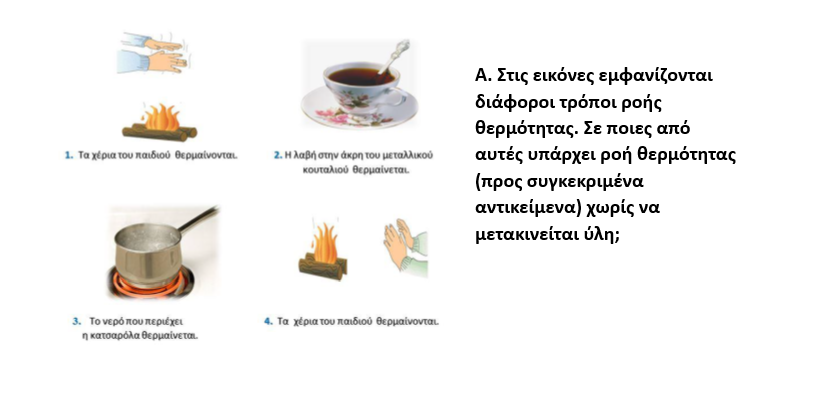 1. Τα χέρια του παιδιού θερμαίνονται.
2. Η λαβή στην άκρη του μεταλλικού
κουταλιού θερμαίνεται.
3. Το νερό που περιέχει
η κατσαρόλα θερμαίνεται.
4. Τα χέρια του παιδιού θερμαίνονται.
Α. Στις εικόνες εμφανίζονται
διάφοροι τρόποι ροής
θερμότητας. Σε ποιες από
αυτές υπάρχει ροή θερμότητας
(προς συγκεκριμένα
αντικείμενα) χωρίς να
μετακινείται ύλη;